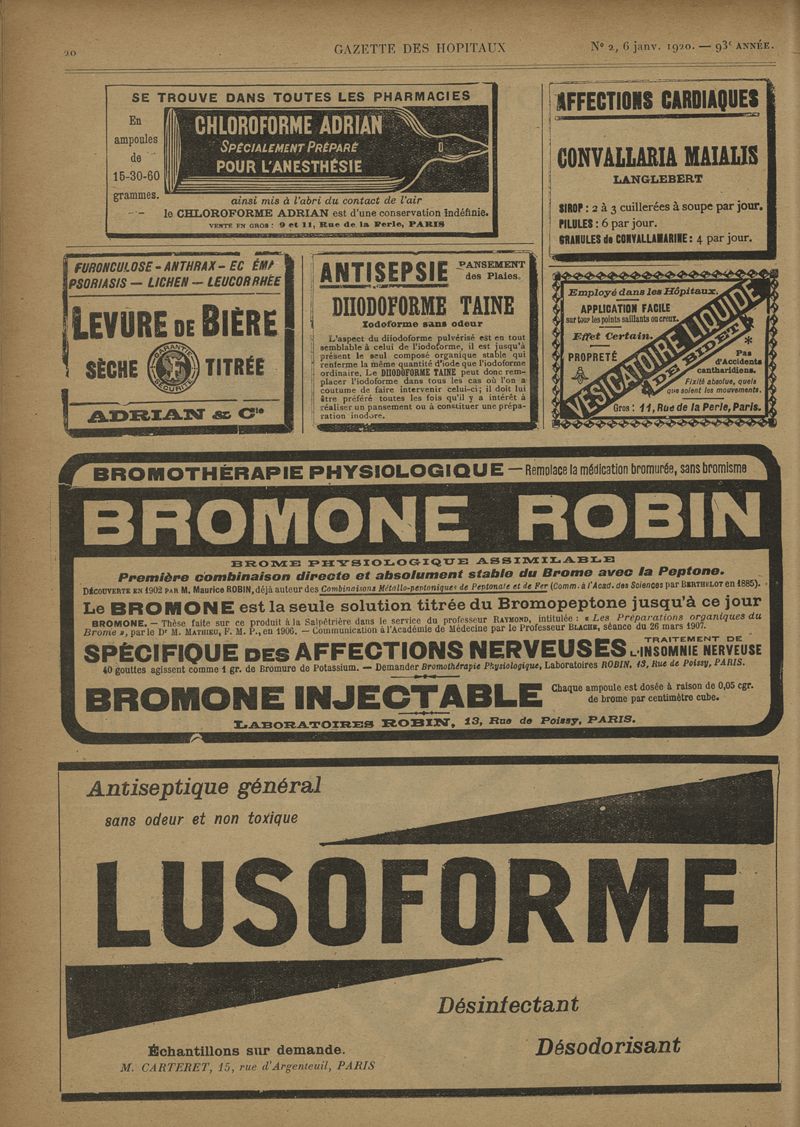 20
GAZETTE DES HOPITAUX
Nº 2, 6 janv. 1920. — 93e ANNÉE.
SE TROUVE DANS TOUTES LES PHARMACIES
En
ampoules
de
15-30-60
grammes.
CHLOROFORME ADRIAN
SPÉCIALEMENT PRÉPARÉ
POUR L'ANESTHÉSIE
ainsi mis à l'abri du contact de l'air
le CHLOROFORME ADRIAN est d'une conservation indéfinie.
VENTE EN GROS : 9 et 11, Rue de la Perle, PARIS
AFFECTIONS CARDIAQUES
CONVALLARIA MAIALIS
LANGLEBERT
SIROP : 2 à 3 cuillerées à soupe par jour.
PILULES : 6 par jour.
GRANULES de CONVALLAMARINE : 4 par jour.
FURONCULOSE - ANTHRAX - EC ÉMA
PSORIASIS — LICHEN — LEUCORRHÉE
LEVURE DE BIÈRE
SÈCHE
GARANTIE
SÉCURITÉ
TITRÉE
ADRIAN & Cie
ANTISEPSIE
PANSEMENT
des Plaies.
DIIODOFORME TAINE
Iodoforme sans odeur
L'aspect du diiodoforme pulvérisé est en tout
semblable à celui de l'iodoforme, il est jusqu'à
présent le seul composé organique stable qui
renferme la même quantité d'iode que l'iodoforme
ordinaire. Le DIIODOFORME TAINE peut donc rem-
placer l'iodoforme dans tous les cas où l'on a
coutume de faire intervenir celui-ci; il doit lui
être préféré toutes les fois qu'il y a intérêt à
réaliser un pansement ou à constituer une prépa-
ration inodore.
Employé dans les Hôpitaux.
APPLICATION FACILE
sur tous les points saillants ou creux.
Effet Certain.
PROPRETÉ
VÉSICATOIRE LIQUIDE
DE BIDET
*
Pas
d'Accidents
cantharidiens.
Fixité absolue, quels
que soient les mouvements.
Gros : 11, Rue de la Perle, Paris.
BROMOTHÉRAPIE PHYSIOLOGIQUE — Remplace la médication bromurée, sans bromisme
BROMONE ROBIN
BROME PHYSIOLOGIQUE ASSIMILABLE
Première combinaison directe et absolument stable du Brome avec la Peptone.
DÉCOUVERTE EN 1902 PAR M. Maurice ROBIN, déjà auteur des Combinaisons Métallo-peptoniques de Peptone et de Fer (Comm. à l'Acad. des Sciences par BERTHELOT en 1885).
Le BROMONE est la seule solution titrée du Bromopeptone jusqu'à ce jour
BROMONE. — Thèse faite sur ce produit à la Salpêtrière dans le service du professeur RAYMOND, intitulée : « Les Préparations organiques du
Brome », par le Dr M. MATHIEU, F. M. P., en 1906. — Communication à l'Académie de Médecine par le Professeur BLACHE, séance du 26 mars 1907.
SPÉCIFIQUE DES AFFECTIONS NERVEUSES
TRAITEMENT DE
L'INSOMNIE NERVEUSE
40 gouttes agissent comme 1 gr. de Bromure de Potassium. — Demander Bromothérapie Physiologique, Laboratoires ROBIN, 13, Rue de Poissy, PARIS.
BROMONE INJECTABLE
Chaque ampoule est dosée à raison de 0,05 cgr.
de brome par centimètre cube.
LABORATOIRES ROBIN, 13, Rue de Poissy, PARIS.
Antiseptique général
sans odeur et non toxique
LUSOFORME
Désinfectant
Désodorisant
Échantillons sur demande.
M. CARTERET, 15, rue d'Argenteuil, PARIS